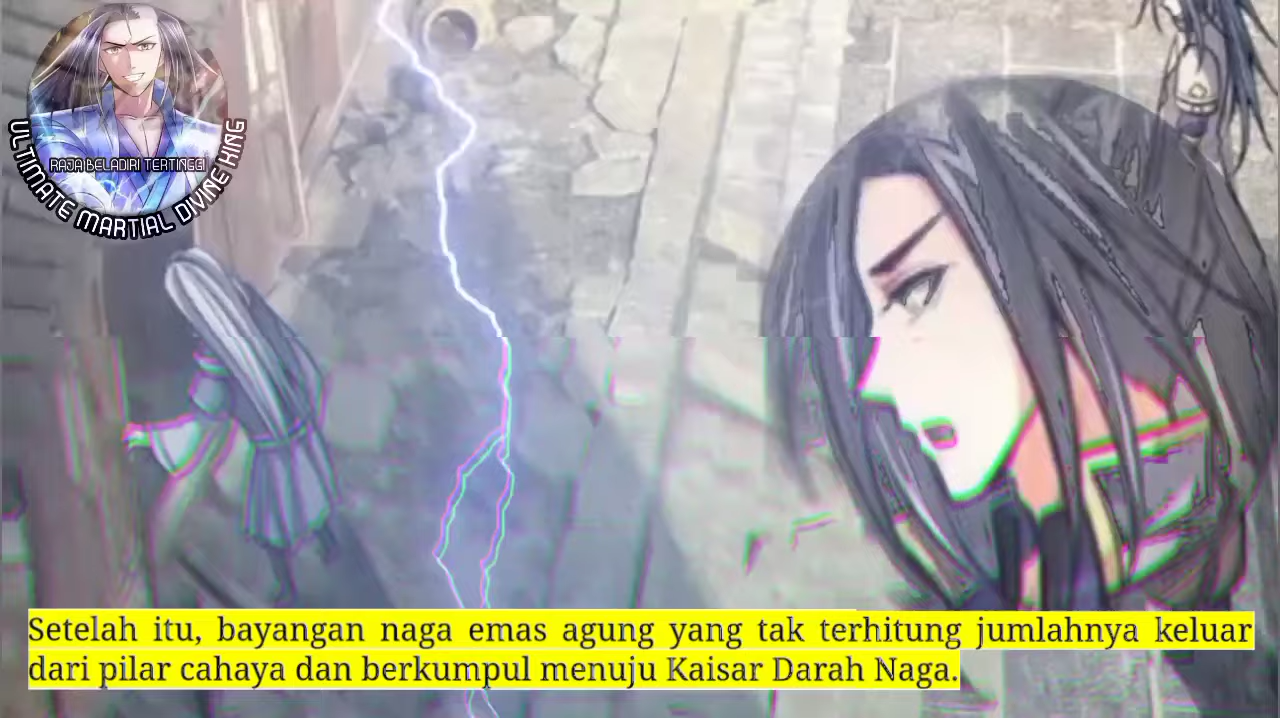 RAJA BELADIRI TERTINGGI
ULTIMATE MARTIAL DIVINE KING
Setelah itu, bayangan naga emas agung yang tak terhitung jumlahnya keluar
dari pilar cahaya dan berkumpul menuju Kaisar Darah Naga.